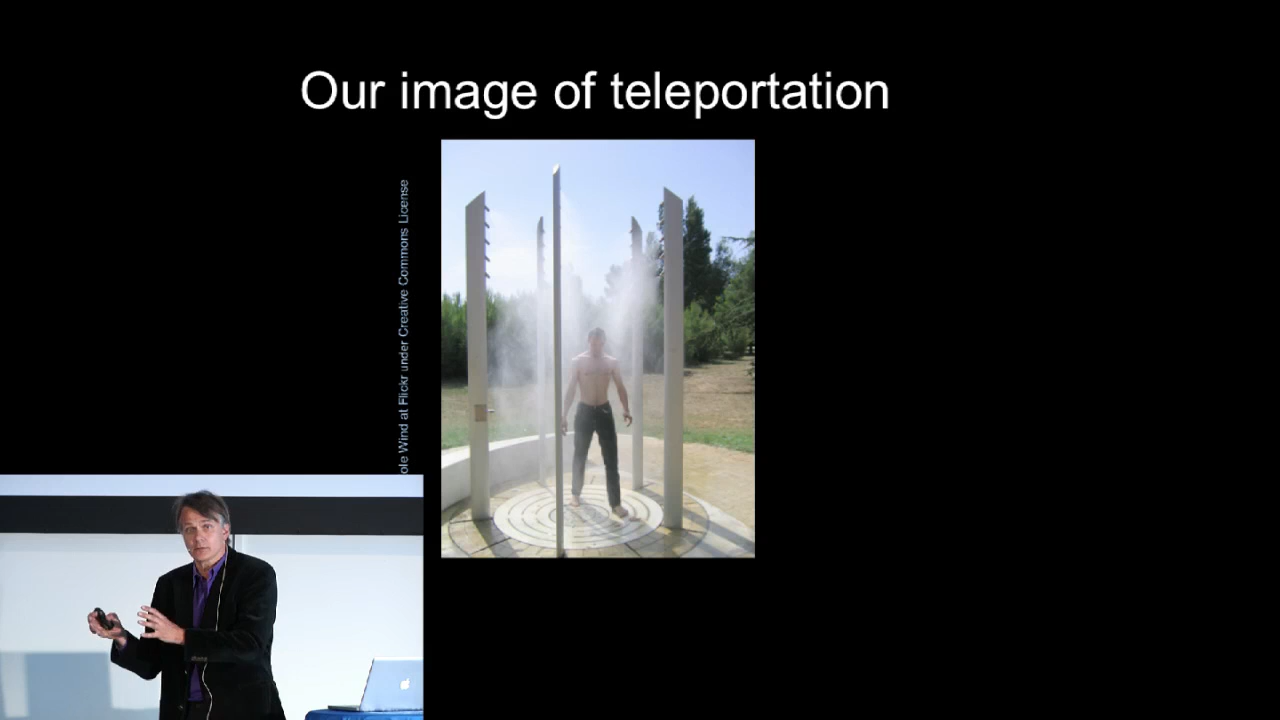 Our image of teleportation
ole Wind at Flickr under Creative Commons License